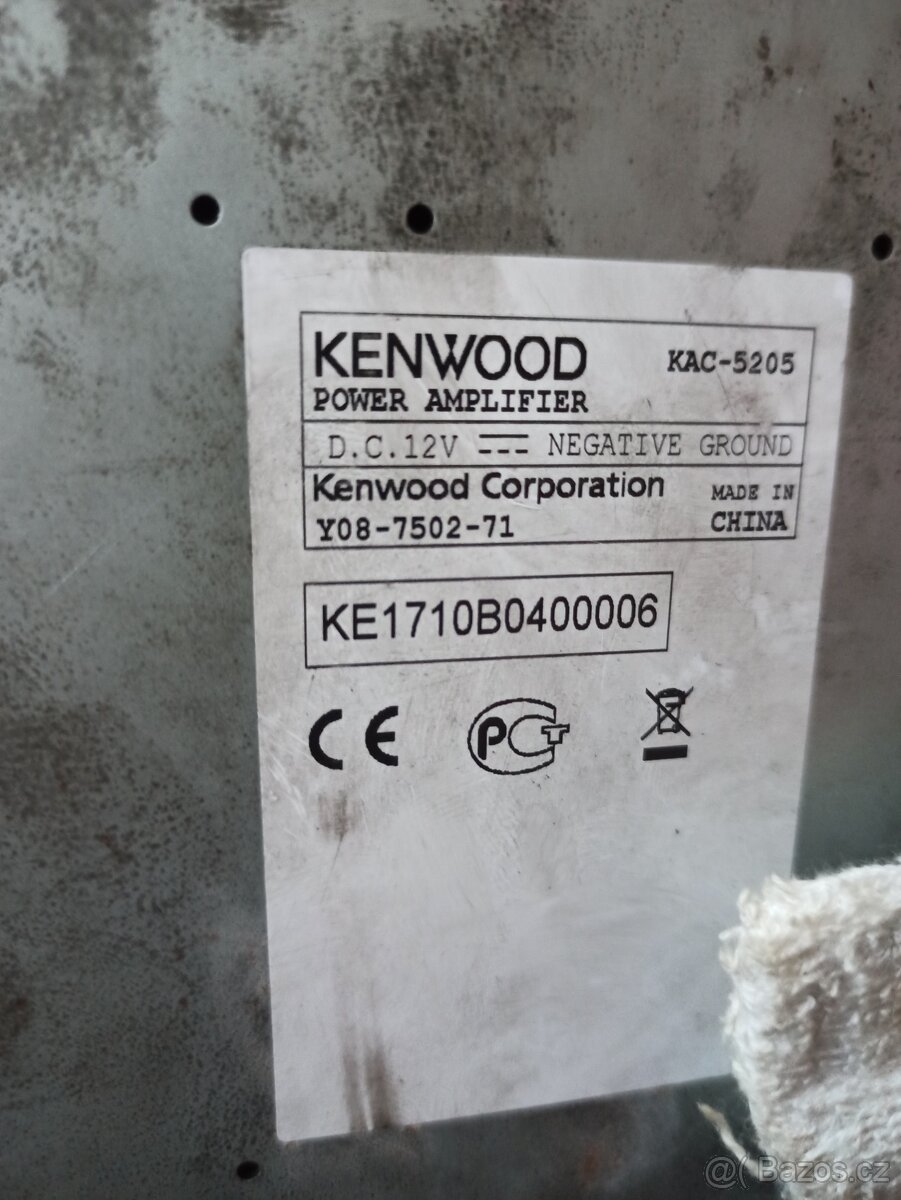 KENWOOD KAC-5205
POWER AMPLIFIER
D.C.12V NEGATIVE GROUND
Kenwood Corporation MADE IN
Y08-7502-71 CHINA
KE1710B0400006
CE PCT
@( Bazos.cz